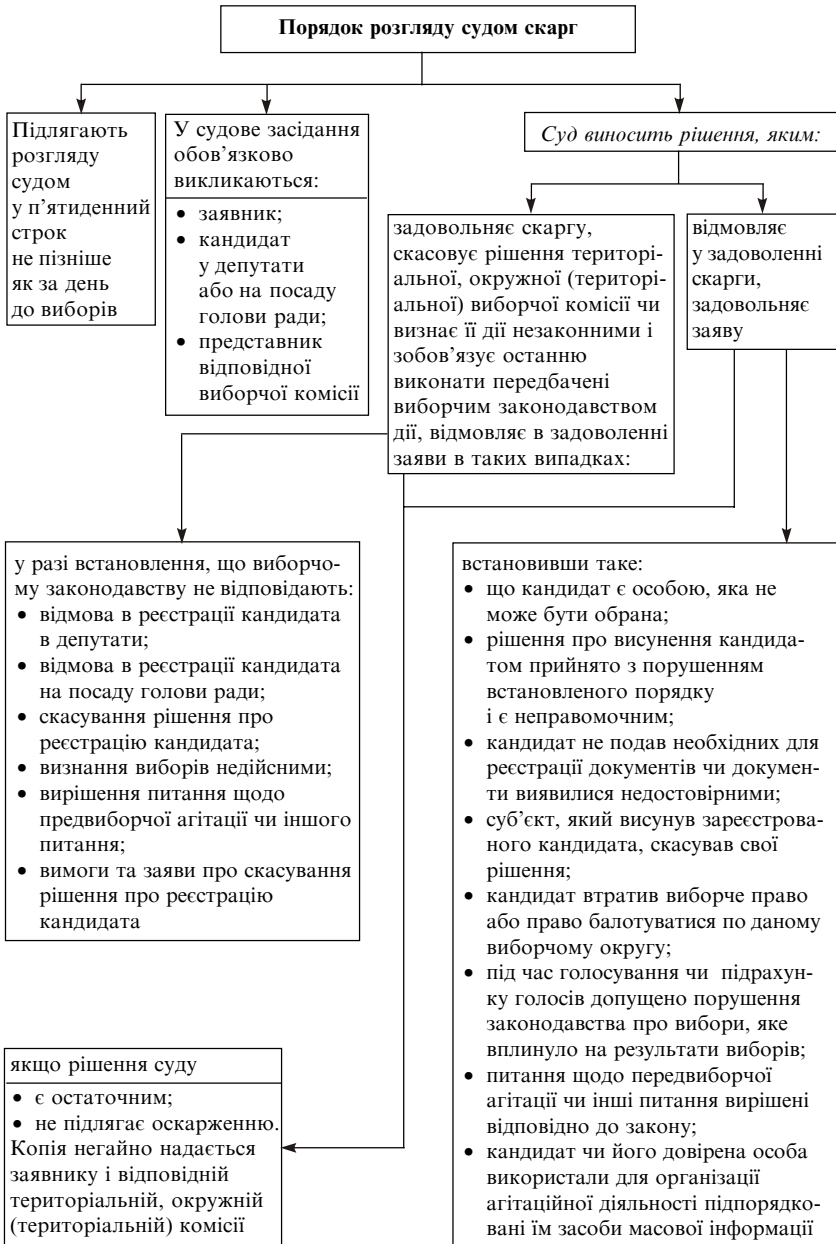 Порядок розгляду судом скарг
Підлягають
розгляду
судом
у п’ятиденний
строк
не пізніше
як за день
до виборів
У судове засідання
обов’язково
викликаються:
• заявник;
• кандидат
у депутати
або на посаду
голови ради;
• представник
відповідної
виборчої комісії
Суд виносить рішення, яким:
задовольняє скаргу,
скасовує рішення територі-
альної, окружної (територі-
альної) виборчої комісії чи
визнає її дії незаконними і
зобов’язує останню
виконати передбачені
виборчим законодавством
дії, відмовляє в задоволенні
заяви в таких випадках:
відмовляє
у задоволенні
скарги,
задовольняє
заяву
у разі встановлення, що виборчо-
му законодавству не відповідають:
• відмова в реєстрації кандидата
в депутати;
• відмова в реєстрації кандидата
на посаду голови ради;
• скасування рішення про
реєстрацію кандидата;
• визнання виборів недійсними;
• вирішення питання щодо
предвиборчої агітації чи іншого
питання;
• вимоги та заяви про скасування
рішення про реєстрацію
кандидата
встановивши таке:
• що кандидат є особою, яка не
може бути обрана;
• рішення про висунення кандида-
том прийнято з порушенням
встановленого порядку
і є неправомочним;
• кандидат не подав необхідних для
реєстрації документів чи докумен-
ти виявилися недостовірними;
• суб’єкт, який висунув зареєстрова-
ного кандидата, скасував свої
рішення;
• кандидат втратив виборче право
або право балотуватися по даному
виборчому округу;
• під час голосування чи підрахун-
ку голосів допущено порушення
законодавства про вибори, яке
вплинуло на результати виборів;
• питання щодо передвиборчої
агітації чи інші питання вирішені
відповідно до закону;
• кандидат чи його довірена особа
використали для організації
агітаційної діяльності підпорядко-
вані їм засоби масової інформації
якщо рішення суду
• є остаточним;
• не підлягає оскарженню.
Копія негайно надається
заявнику і відповідній
територіальній, окружній
(територіальній) комісії